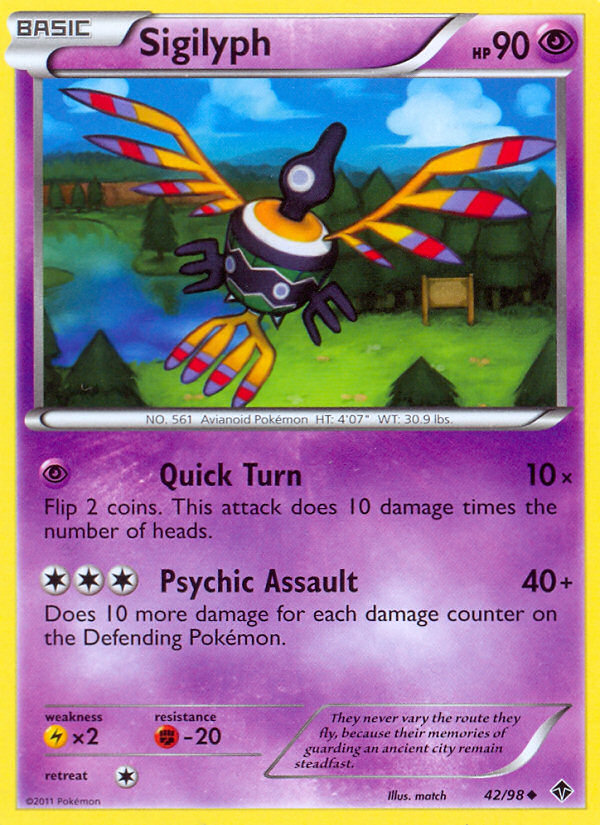 BASIC
Sigilyph
HP 90
NO. 561 Avianoid Pokémon HT: 4'07" WT: 30.9 lbs.
Quick Turn 10×
Flip 2 coins. This attack does 10 damage times the
number of heads.
Psychic Assault 40+
Does 10 more damage for each damage counter on
the Defending Pokémon.
weakness resistance
×2 -20
retreat
They never vary the route they
fly, because their memories of
guarding an ancient city remain
steadfast.
©2011 Pokémon
Illus. match 42/98